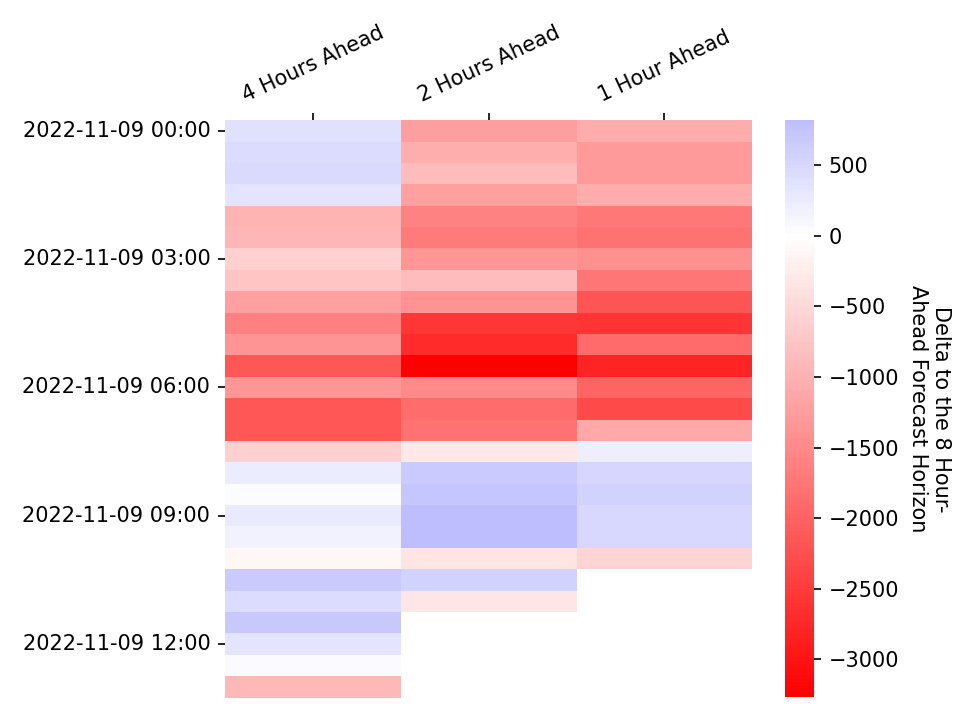 4 Hours Ahead
2 Hours Ahead
1 Hour Ahead
2022-11-09 00:00
2022-11-09 03:00
2022-11-09 06:00
2022-11-09 09:00
2022-11-09 12:00
500
0
−500
−1000
−1500
−2000
−2500
−3000
Delta to the 8 Hour-
Ahead Forecast Horizon